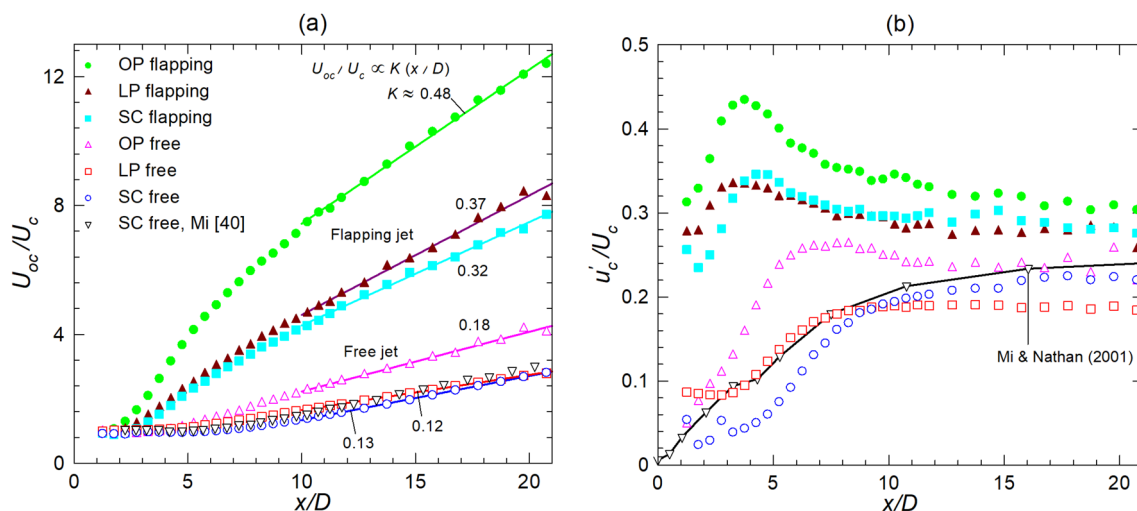 (a)
12
8
4
0
0
5
10
15
20
U_oc/U_c
x/D
OP flapping
LP flapping
SC flapping
OP free
LP free
SC free
SC free, Mi [40]
U_oc/U_c ∝ K (x/D)
K ≈ 0.48
0.37
Flapping jet
0.32
0.18
Free jet
0.12
0.13
(b)
0.5
0.4
0.3
0.2
0.1
0
0
5
10
15
20
u'_c/U_c
x/D
Mi & Nathan (2001)